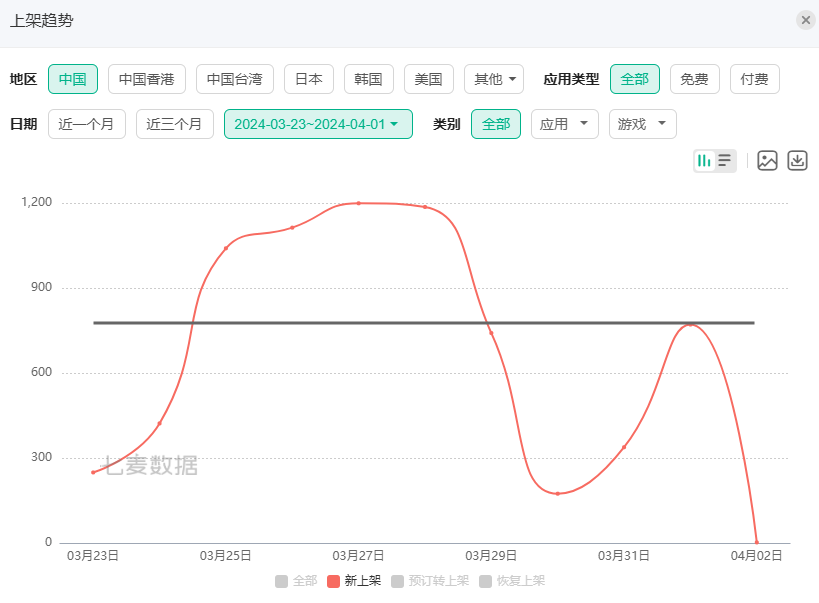 上架趋势
地区 中国 中国香港 中国台湾 日本 韩国 美国 其他 应用类型 全部 免费 付费
日期 近一个月 近三个月 2024-03-23~2024-04-01 类别 全部 应用 游戏
1,200
900
600
300
0
七麦数据
03月23日 03月25日 03月27日 03月29日 03月31日 04月02日
全部 新上架 预订转上架 恢复上架